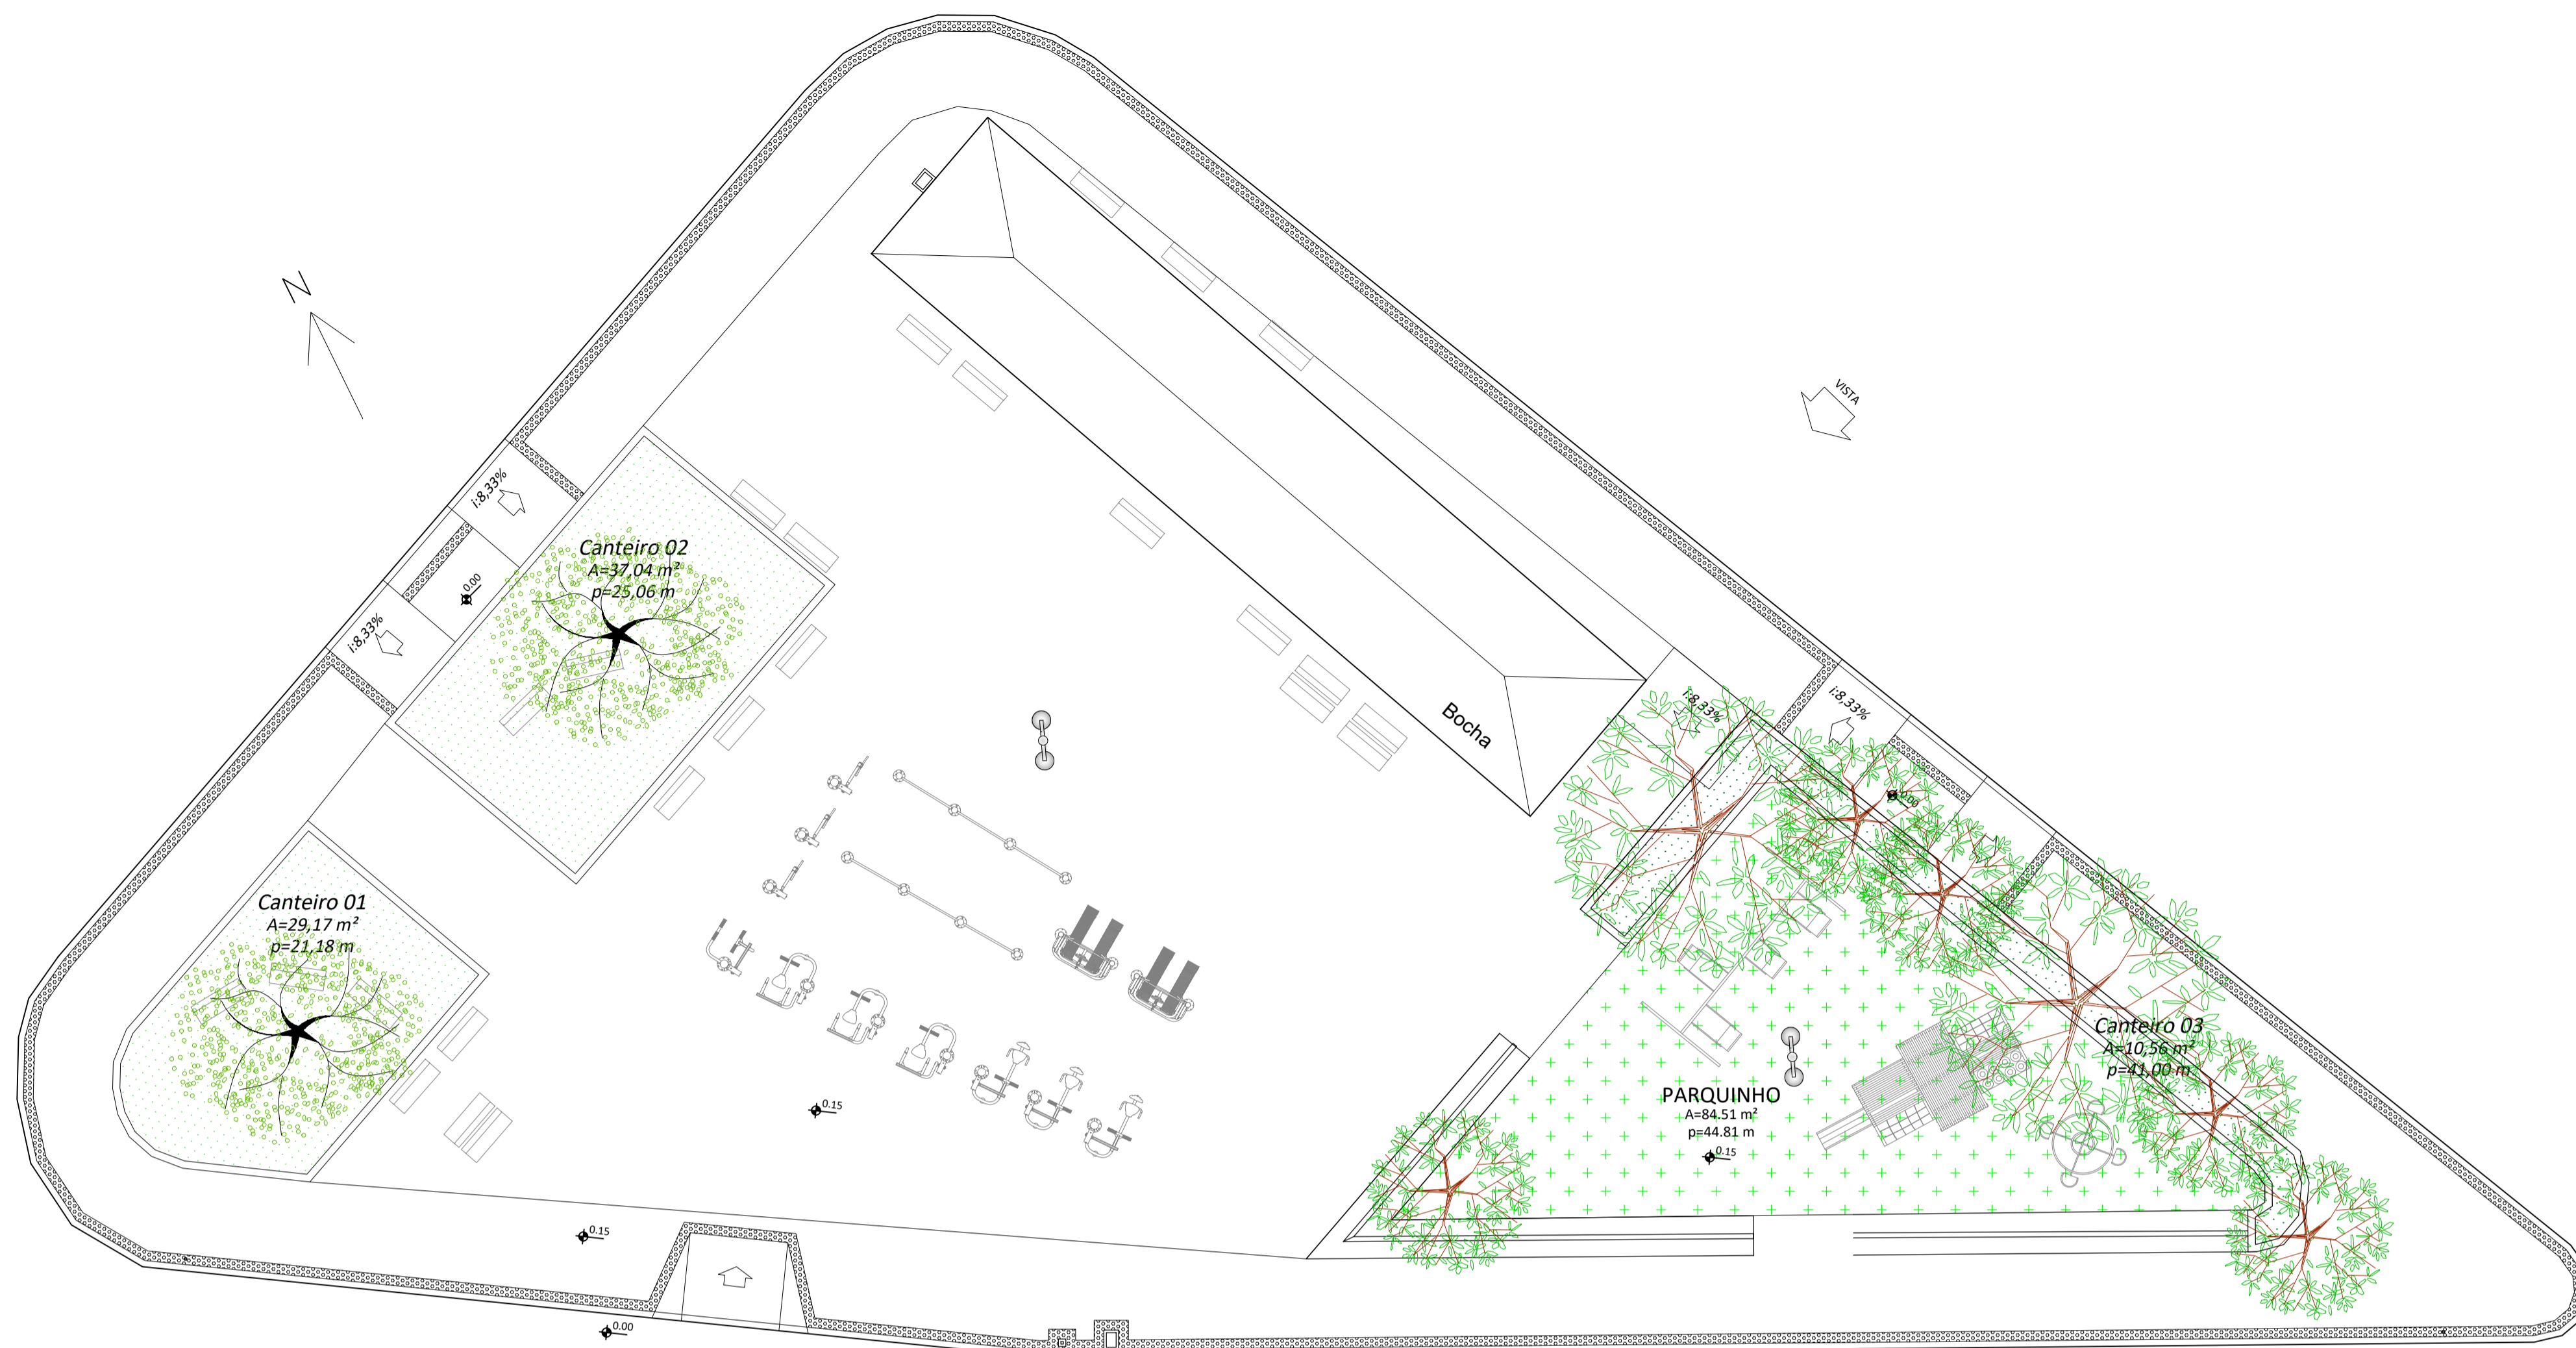 N
VISTA
i:8,33%
Canteiro 02
A=37,04 m²
p=25,06 m
0.00
i:8,33%
i:8,33%
i:8,33%
Bocha
0.00
Canteiro 01
A=29,17 m²
p=21,18 m
Canteiro 03
A=10,56 m²
p=41,00 m
PARQUINHO
A=84.51 m²
p=44.81 m
0.15
0.15
0.15
0.00